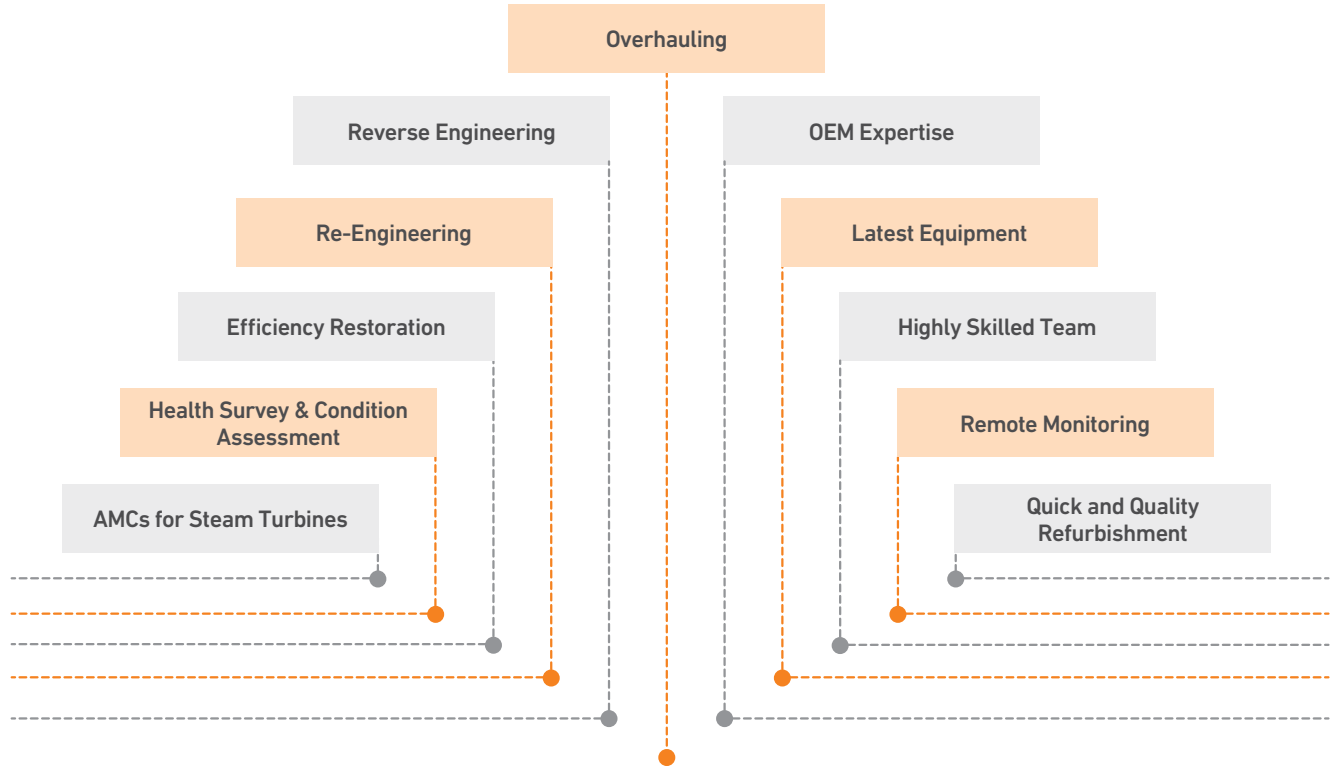 Overhauling
Reverse Engineering
OEM Expertise
Re-Engineering
Latest Equipment
Efficiency Restoration
Highly Skilled Team
Health Survey & Condition
Assessment
Remote Monitoring
AMCs for Steam Turbines
Quick and Quality
Refurbishment